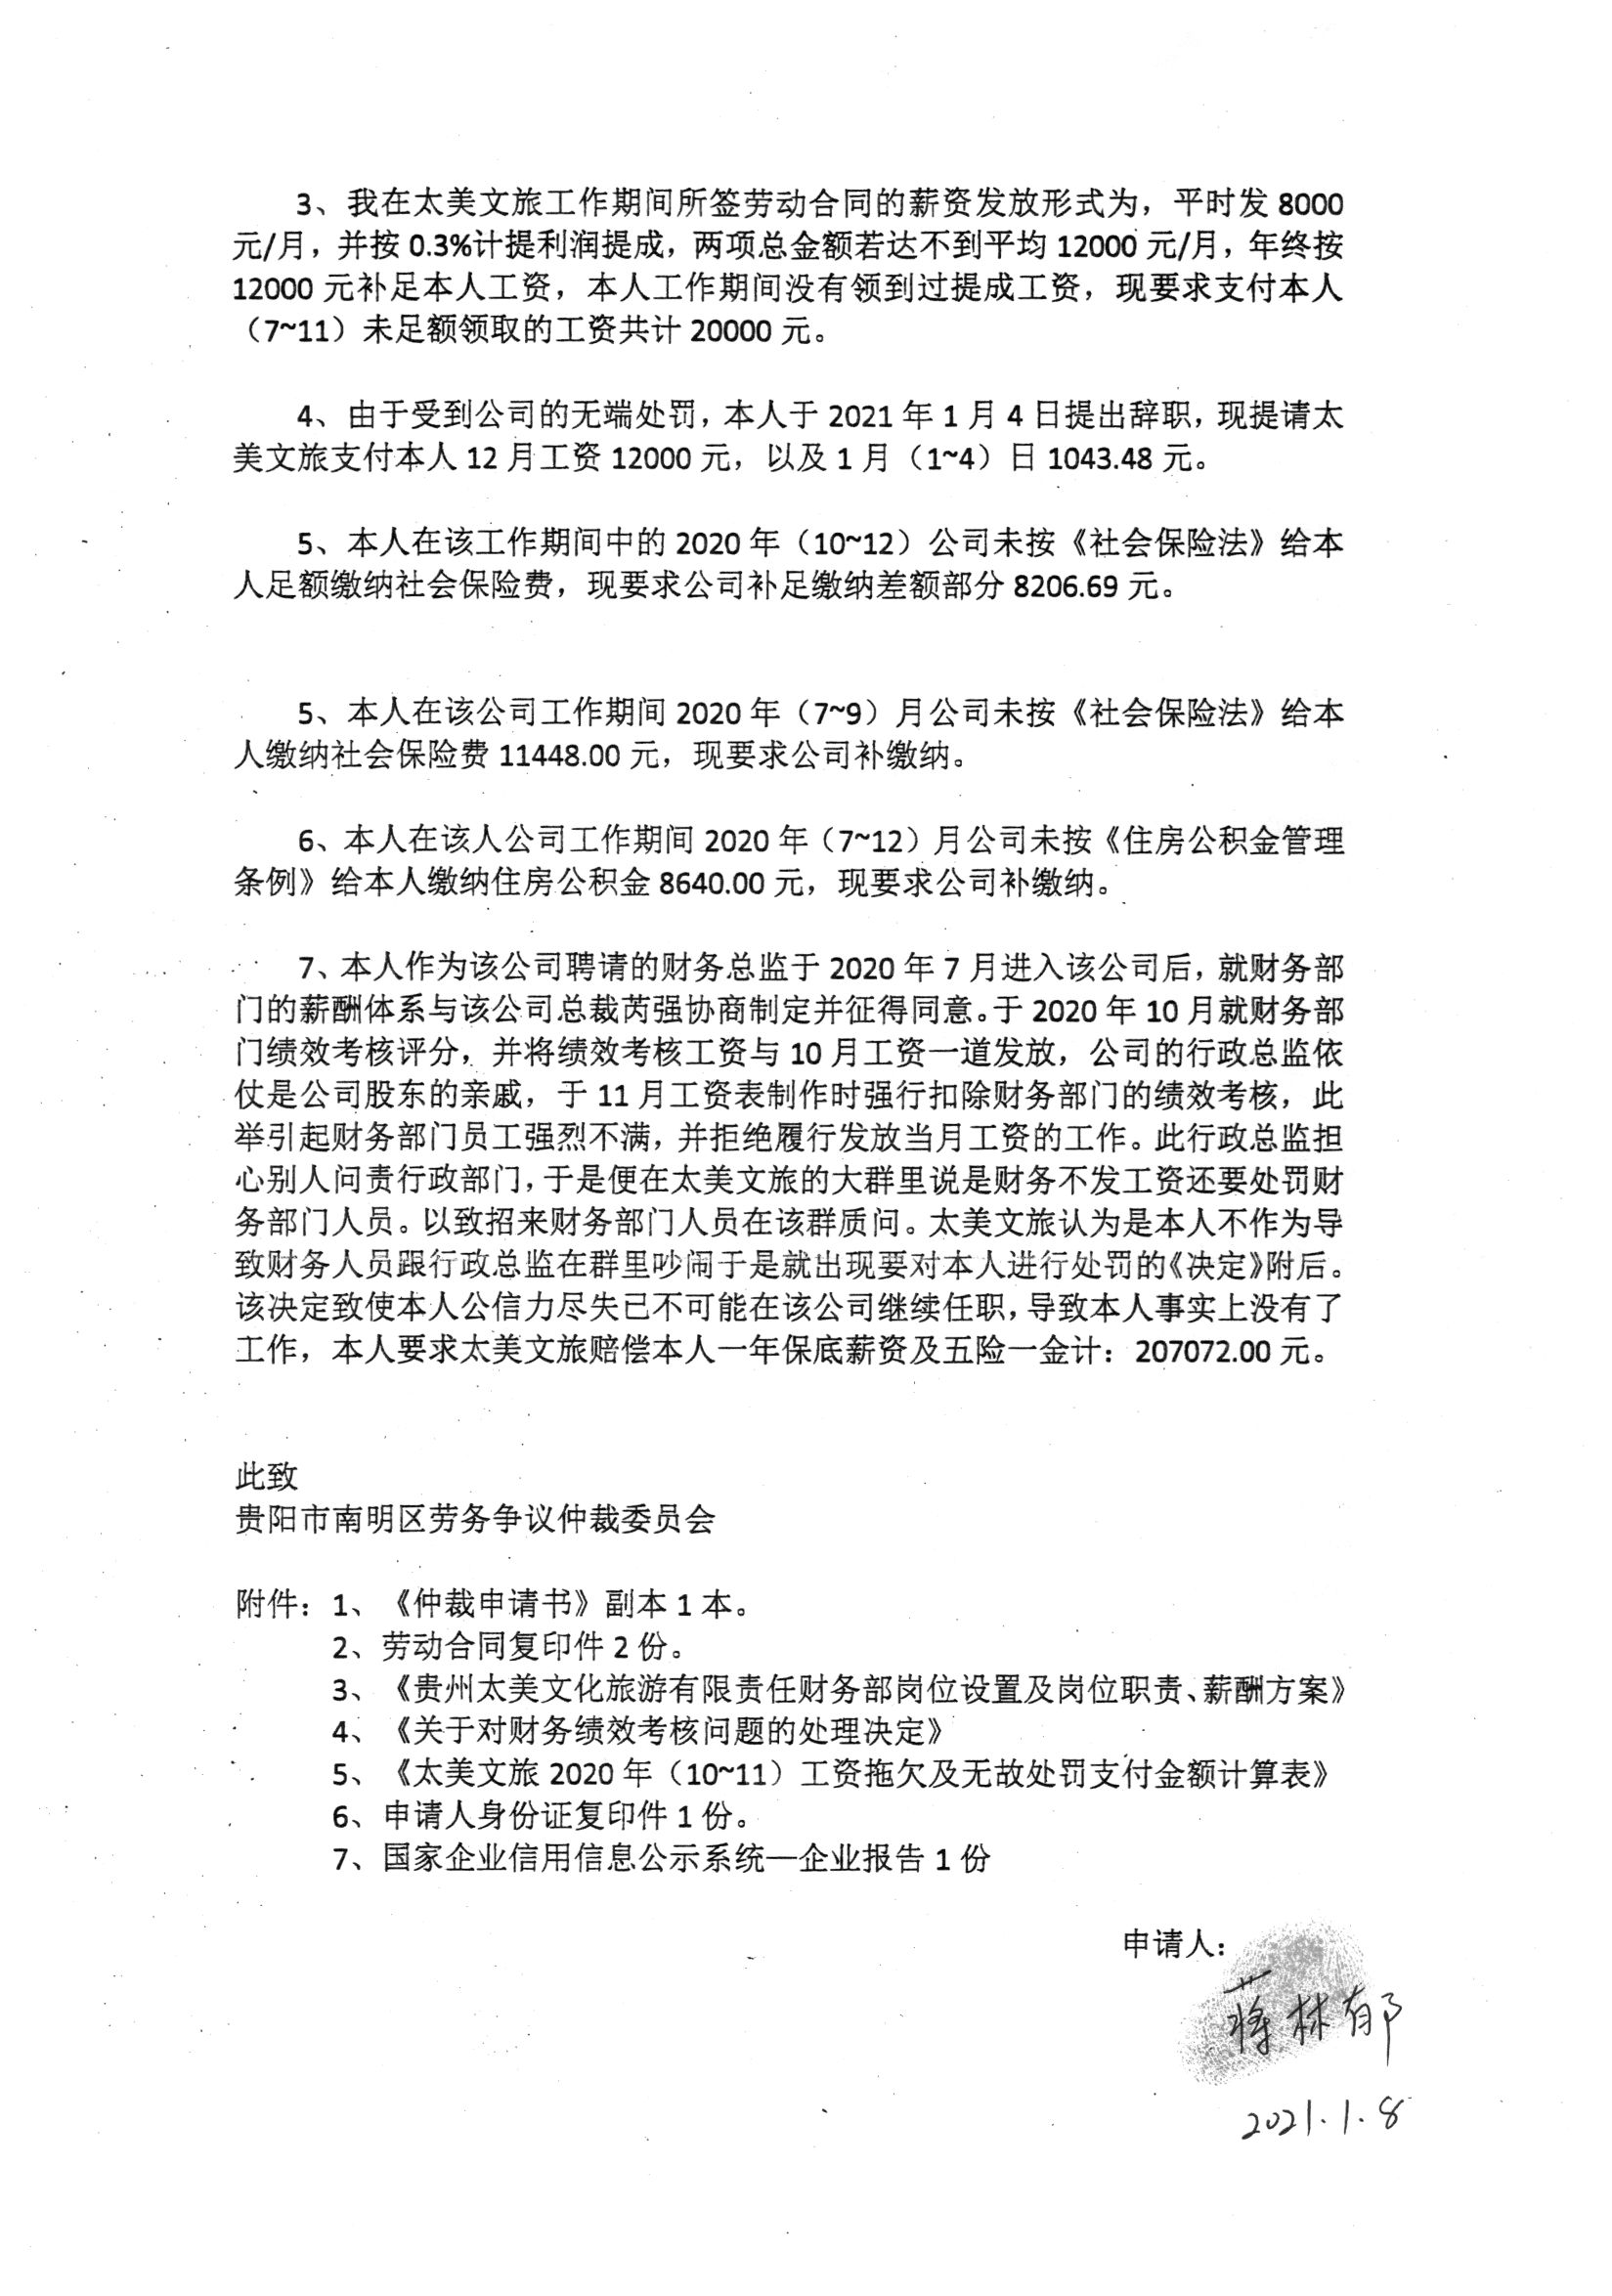 3、我在太美文旅工作期间所签劳动合同的薪资发放形式为，平时发 8000
元/月，并按 0.3%计提利润提成，两项总金额若达不到平均 12000 元/月，年终按
12000 元补足本人工资，本人工作期间没有领到过提成工资，现要求支付本人
（7~11）未足额领取的工资共计 20000 元。
4、由于受到公司的无端处罚，本人于 2021 年 1 月 4 日提出辞职，现提请太
美文旅支付本人 12 月工资 12000 元，以及 1 月（1~4）日 1043.48 元。
5、本人在该工作期间中的 2020 年（10~12）公司未按《社会保险法》给本
人足额缴纳社会保险费，现要求公司补足缴纳差额部分 8206.69 元。
5、本人在该公司工作期间 2020 年（7~9）月公司未按《社会保险法》给本
人缴纳社会保险费 11448.00 元，现要求公司补缴纳。
6、本人在该人公司工作期间 2020 年（7~12）月公司未按《住房公积金管理
条例》给本人缴纳住房公积金 8640.00 元，现要求公司补缴纳。
7、本人作为该公司聘请的财务总监于 2020 年 7 月进入该公司后，就财务部
门的薪酬体系与该公司总裁芮强协商制定并征得同意。于 2020 年 10 月就财务部
门绩效考核评分，并将绩效考核工资与 10 月工资一道发放，公司的行政总监依
仗是公司股东的亲戚，于 11 月工资表制作时强行扣除财务部门的绩效考核，此
举引起财务部门员工强烈不满，并拒绝履行发放当月工资的工作。此行政总监担
心别人问责行政部门，于是便在太美文旅的大群里说是财务不发工资还要处罚财
务部门人员。以致招来财务部门人员在该群质问。太美文旅认为是本人不作为导
致财务人员跟行政总监在群里吵闹于是就出现要对本人进行处罚的《决定》附后。
该决定致使本人公信力尽失已不可能在该公司继续任职，导致本人事实上没有了
工作，本人要求太美文旅赔偿本人一年保底薪资及五险一金计：207072.00 元。
此致
贵阳市南明区劳务争议仲裁委员会
附件：1、《仲裁申请书》副本 1 本。
2、劳动合同复印件 2 份。
3、《贵州太美文化旅游有限责任财务部岗位设置及岗位职责、薪酬方案》
4、《关于对财务绩效考核问题的处理决定》
5、《太美文旅 2020 年（10~11）工资拖欠及无故处罚支付金额计算表》
6、申请人身份证复印件 1 份。
7、国家企业信用信息公示系统—企业报告 1 份
申请人：
蒋林郁
2021.1.8